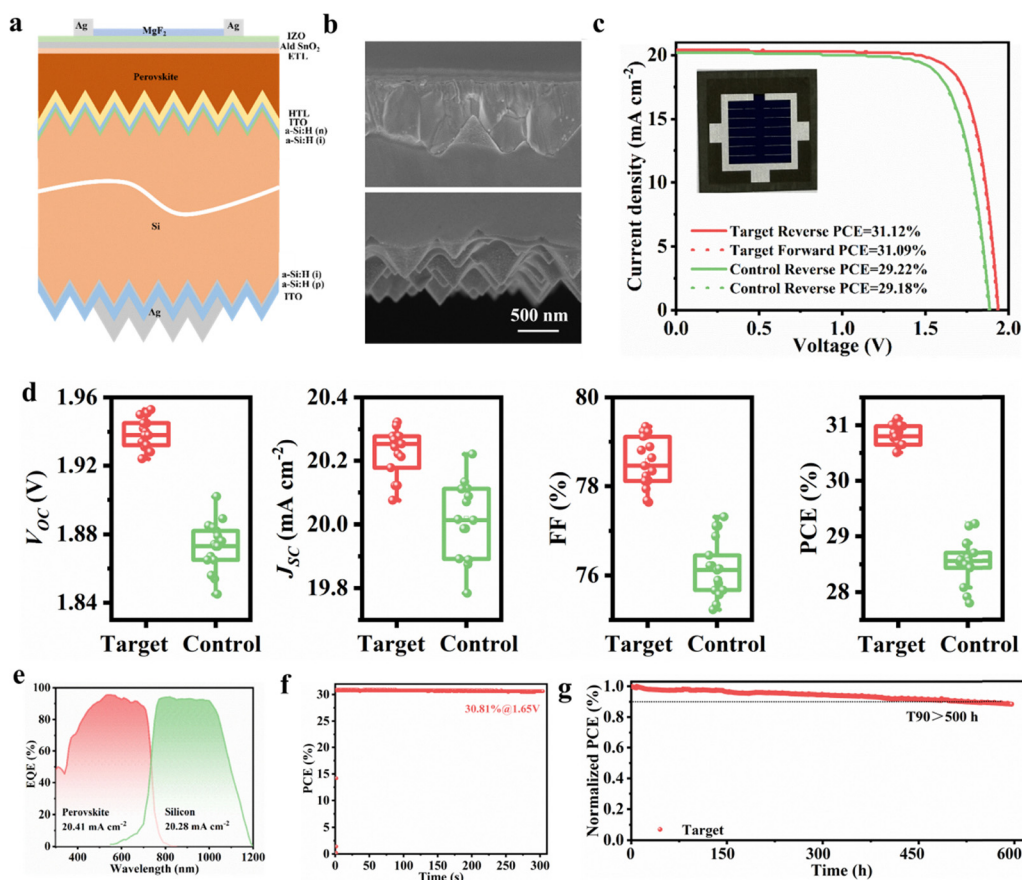 a
Ag
MgF₂
Ag
IZO
Ald SnO₂
ETL
Perovskite
HTL
ITO
a-Si:H (n)
a-Si:H (i)
Si
a-Si:H (i)
a-Si:H (p)
ITO
Ag
b
500 nm
c
Current density (mA cm⁻²)
20
15
10
5
0
Target Reverse PCE=31.12%
Target Forward PCE=31.09%
Control Reverse PCE=29.22%
Control Reverse PCE=29.18%
0.0 0.5 1.0 1.5 2.0
Voltage (V)
d
V_OC (V)
1.96
1.92
1.88
1.84
Target Control
J_SC (mA cm⁻²)
20.4
20.2
20.0
19.8
Target Control
FF (%)
80
78
76
Target Control
PCE (%)
31
30
29
28
Target Control
e
EQE (%)
100
80
60
40
20
0
Perovskite
20.41 mA cm⁻²
Silicon
20.28 mA cm⁻²
400 600 800 1000 1200
Wavelength (nm)
f
PCE (%)
30
25
20
15
10
5
0
30.81%@1.65V
0 50 100 150 200 250 300
Time (s)
g
Normalized PCE (%)
1.0
0.8
0.6
0.4
0.2
0.0
T90＞500 h
Target
0 150 300 450 600
Time (h)